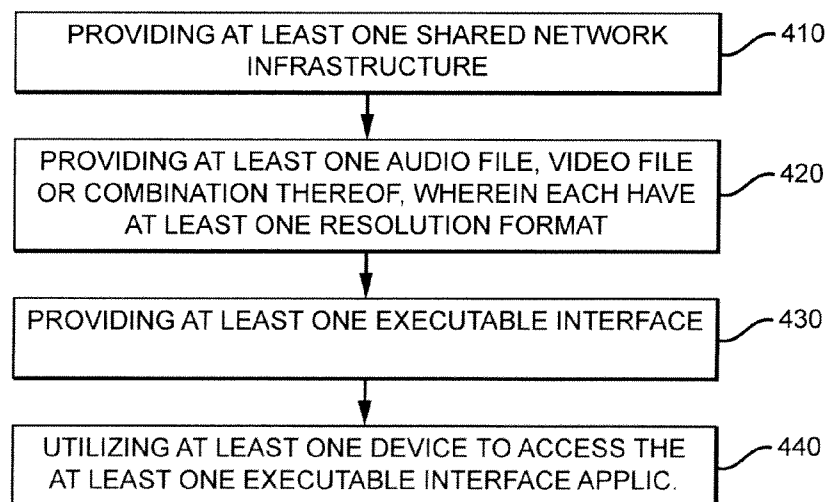 PROVIDING AT LEAST ONE SHARED NETWORK
INFRASTRUCTURE
410
PROVIDING AT LEAST ONE AUDIO FILE, VIDEO FILE
OR COMBINATION THEREOF, WHEREIN EACH HAVE
AT LEAST ONE RESOLUTION FORMAT
420
PROVIDING AT LEAST ONE EXECUTABLE INTERFACE
430
UTILIZING AT LEAST ONE DEVICE TO ACCESS THE
AT LEAST ONE EXECUTABLE INTERFACE APPLIC.
440